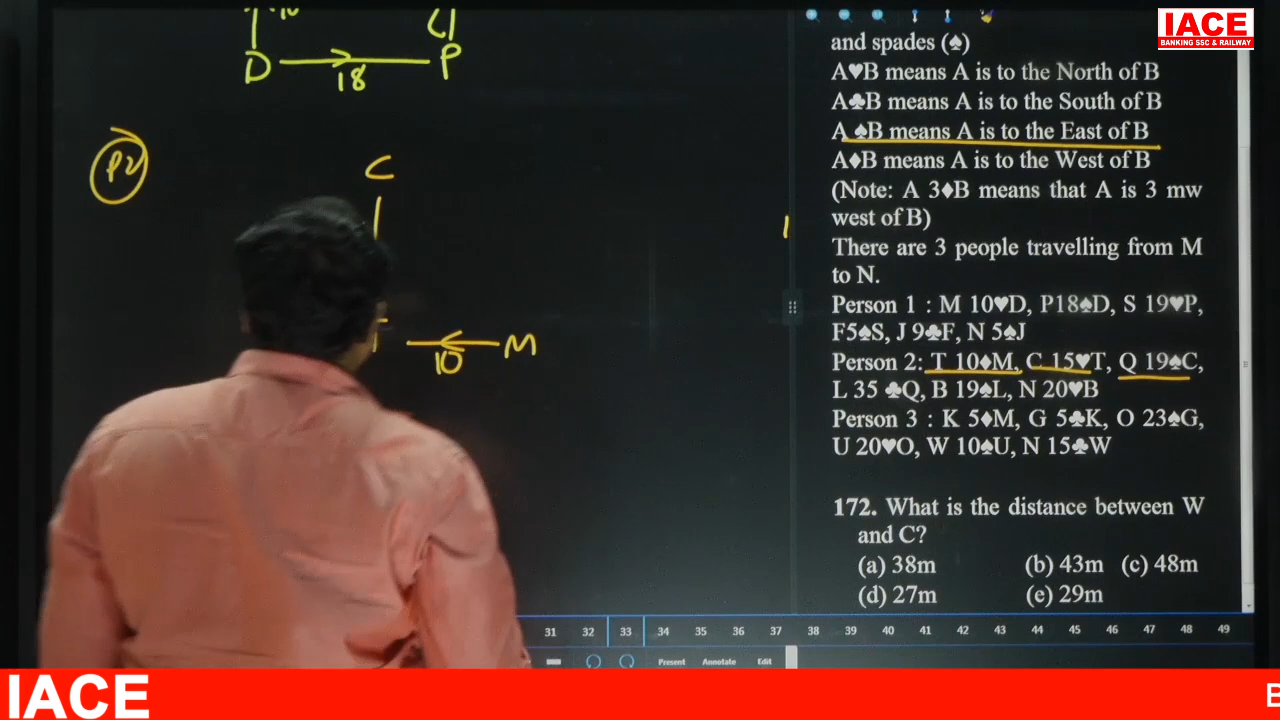 IACE
BANKING SSC & RAILWAY
D
18
P
P2
C
10
M
and spades (♠)
A♥B means A is to the North of B
A♣B means A is to the South of B
A ♠B means A is to the East of B
A♦B means A is to the West of B
(Note: A 3♦B means that A is 3 mw
west of B)
There are 3 people travelling from M
to N.
Person 1 : M 10♥D, P18♠D, S 19♥P,
F5♠S, J 9♣F, N 5♠J
Person 2: T 10♦M, C 15♥T, Q 19♠C,
L 35 ♣Q, B 19♠L, N 20♥B
Person 3 : K 5♦M, G 5♣K, O 23♠G,
U 20♥O, W 10♠U, N 15♣W
172. What is the distance between W
and C?
(a) 38m (b) 43m (c) 48m
(d) 27m (e) 29m
31 32 33 34 35 36 37 38 39 40 41 42 43 44 45 46 47 48 49
Present Annotate Edit
IACE